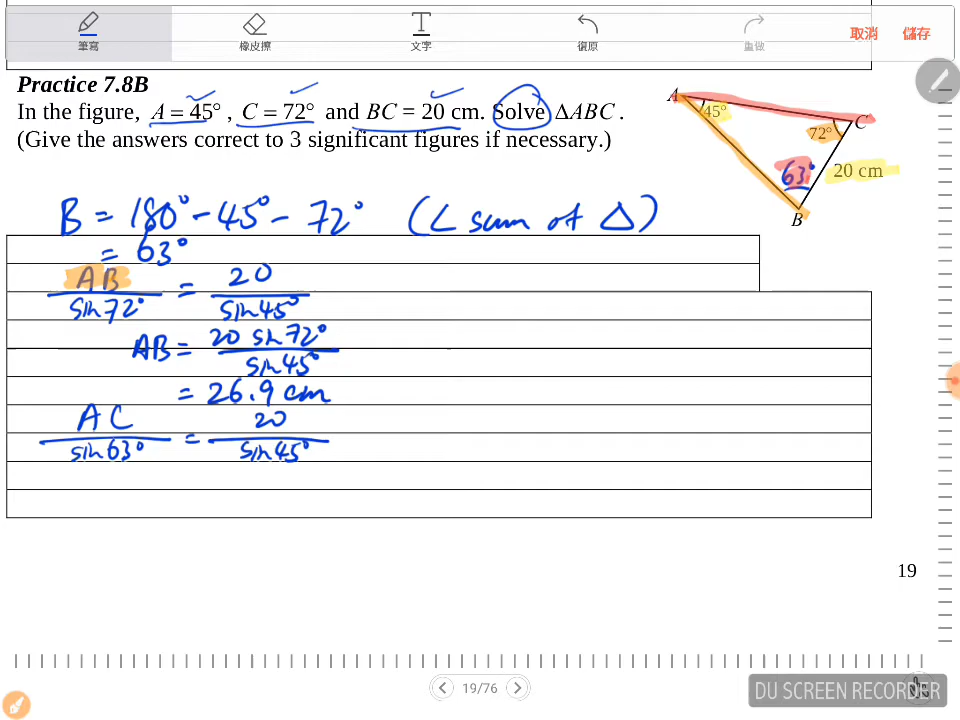 筆寫 橡皮擦 文字 復原 重做 取消 儲存
Practice 7.8B
In the figure, A = 45° , C = 72° and BC = 20 cm. Solve ΔABC .
(Give the answers correct to 3 significant figures if necessary.)
A
45°
C
72°
63°
20 cm
B
B = 180° - 45° - 72° (∠ sum of Δ)
= 63°
AB / sin72° = 20 / sin45°
AB = 20 sin72° / sin45°
= 26.9 cm
AC / sin63° = 20 / sin45°
19
19/76
DU SCREEN RECORDER